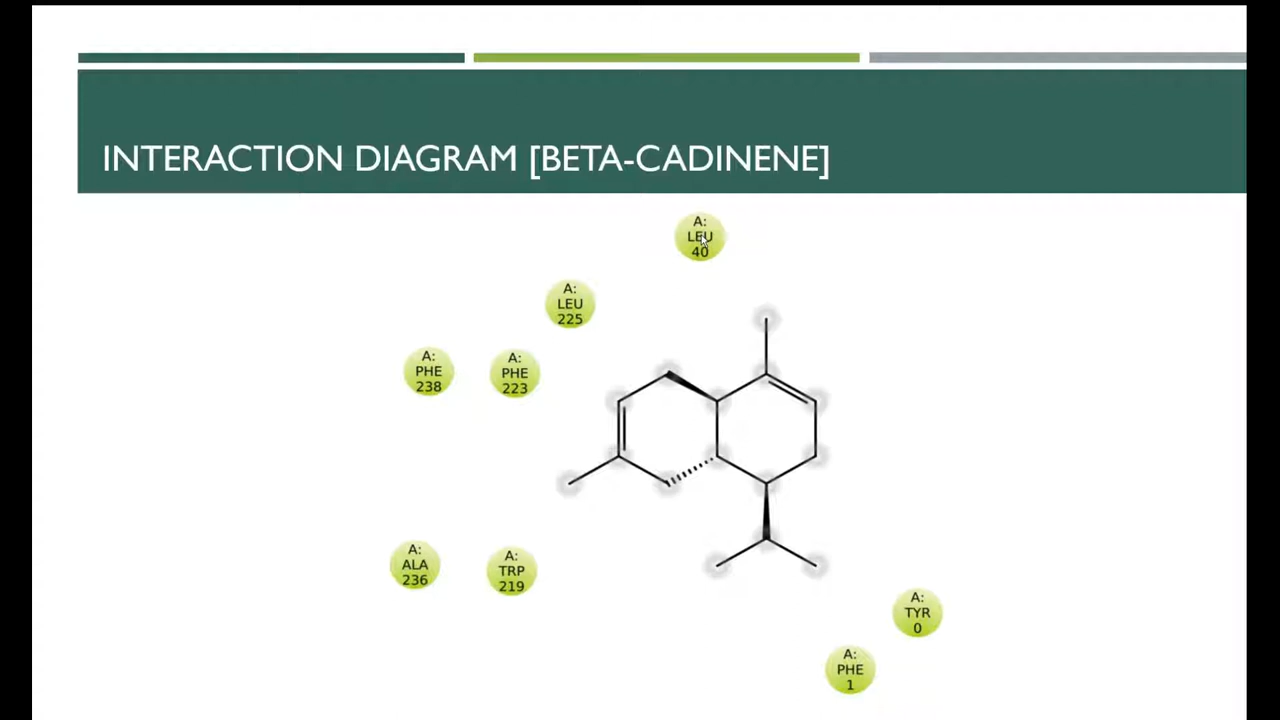 INTERACTION DIAGRAM [BETA-CADINENE]
A:
LEU
40
A:
LEU
225
A:
PHE
238
A:
PHE
223
A:
ALA
236
A:
TRP
219
A:
TYR
0
A:
PHE
1